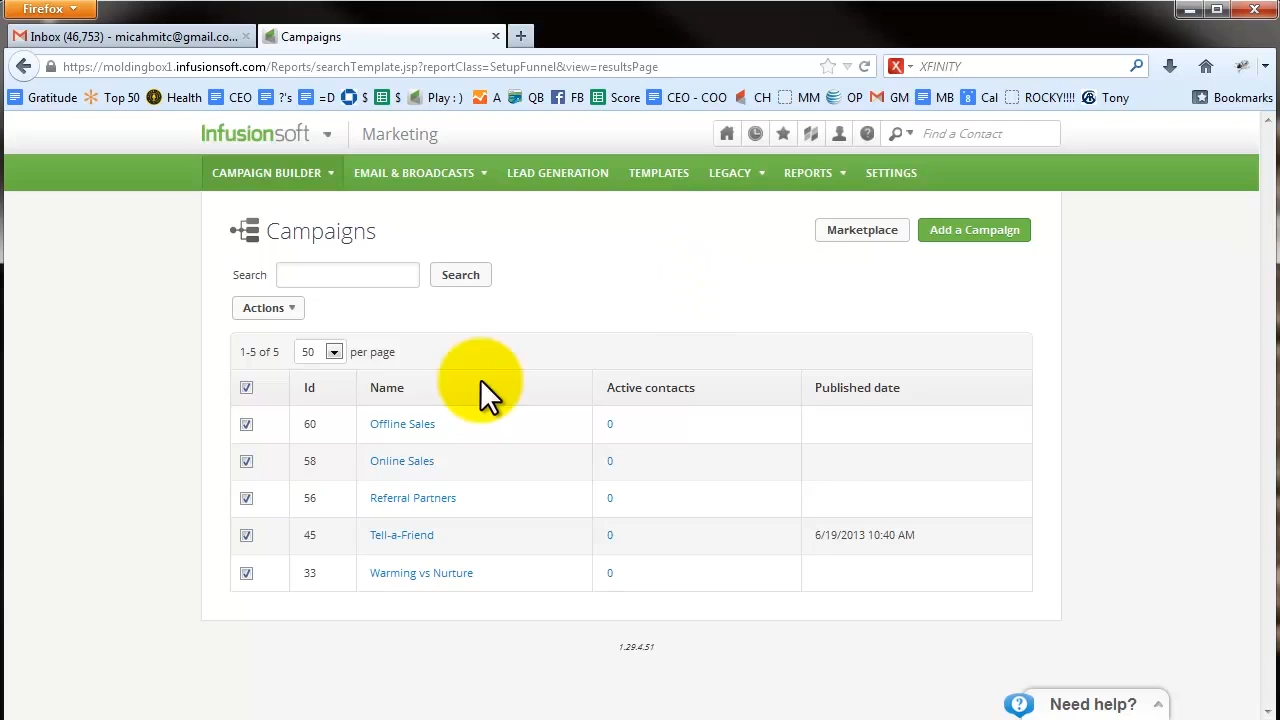 Firefox
Inbox (46,753) - micahmitc@gmail.co...
Campaigns
https://moldingbox1.infusionsoft.com/Reports/searchTemplate.jsp?reportClass=SetupFunnel&view=resultsPage
XFINITY
Gratitude Top 50 Health CEO ?'s =D $ $ Play : ) A QB FB Score CEO - COO CH MM OP GM MB Cal ROCKY!!!! Tony Bookmarks
Infusionsoft Marketing Find a Contact
CAMPAIGN BUILDER EMAIL & BROADCASTS LEAD GENERATION TEMPLATES LEGACY REPORTS SETTINGS
Campaigns Marketplace Add a Campaign
Search Search
Actions
1-5 of 5 50 per page
Id Name Active contacts Published date
60 Offline Sales 0
58 Online Sales 0
56 Referral Partners 0
45 Tell-a-Friend 0 6/19/2013 10:40 AM
33 Warming vs Nurture 0
1.29.4.51
Need help?